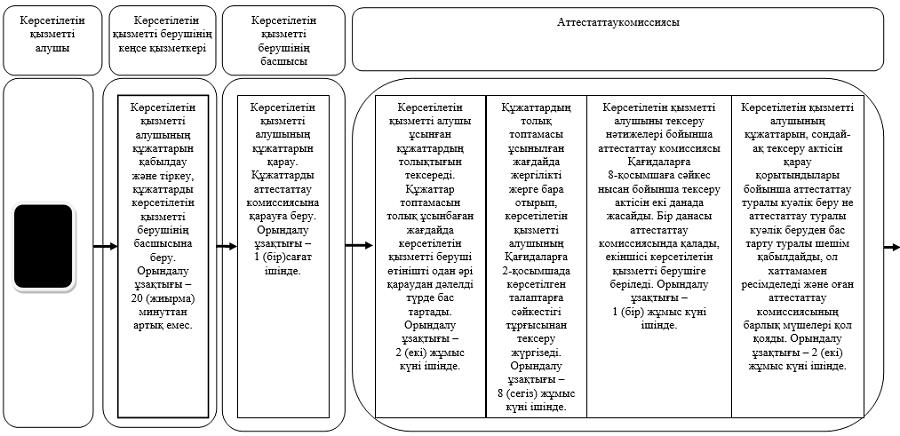 Көрсетілетін
қызметті
алушы
Көрсетілетін
қызметті берушінің
кеңсе қызметкері
Көрсетілетін
қызметті
берушінің
басшысы
Аттестаттаукомиссиясы
Көрсетілетін
қызметті
алушының
құжаттарын
қабылдау
және тіркеу,
құжаттарды
көрсетілетін
қызметті
берушінің
басшысына
беру.
Орындалу
ұзақтығы –
20 (жиырма)
минуттан
артық емес.
Көрсетілетін
қызметті
алушының
құжаттарын
қарау.
Құжаттарды
аттестаттау
комиссиясына
қарауға беру.
Орындалу
ұзақтығы –
1 (бір)сағат
ішінде.
Көрсетілетін
қызметті алушы
ұсынған
құжаттардың
толықтығын
тексереді.
Құжаттар
топтамасын
толық ұсынбаған
жағдайда
көрсетілетін
қызметті беруші
өтінішті одан әрі
қараудан дәлелді
түрде бас
тартады.
Орындалу
ұзақтығы –
2 (екі) жұмыс
күні ішінде.
Құжаттардың
толық
топтамасы
ұсынылған
жағдайда
жергілікті
жерге бара
отырып,
көрсетілетін
қызметті
алушының
Қағидаларға
2-қосымшада
көрсетілген
талаптарға
сәйкестігі
тұрғысынан
тексеру
жүргізеді.
Орындалу
ұзақтығы –
8 (сегіз) жұмыс
күні ішінде.
Көрсетілетін қызметті
алушыны тексеру
нәтижелері бойынша
аттестаттау комиссиясы
Қағидаларға
8-қосымшаға сәйкес
нысан бойынша тексеру
актісін екі данада
жасайды. Бір данасы
аттестаттау
комиссиясында қалады,
екіншісі көрсетілетін
қызметті берушіге
беріледі. Орындалу
ұзақтығы –
1 (бір) жұмыс күні
ішінде.
Көрсетілетін қызметті
алушының
құжаттарын, сондай-
ақ тексеру актісін
қарау
қорытындылары
бойынша аттестаттау
туралы куәлік беру не
аттестаттау туралы
куәлік беруден бас
тарту туралы шешім
қабылдайды, ол
хаттамамен
ресімделеді және оған
аттестаттау
комиссиясының
барлық мүшелері қол
қояды. Орындалу
ұзақтығы – 2 (екі)
жұмыс күні ішінде.